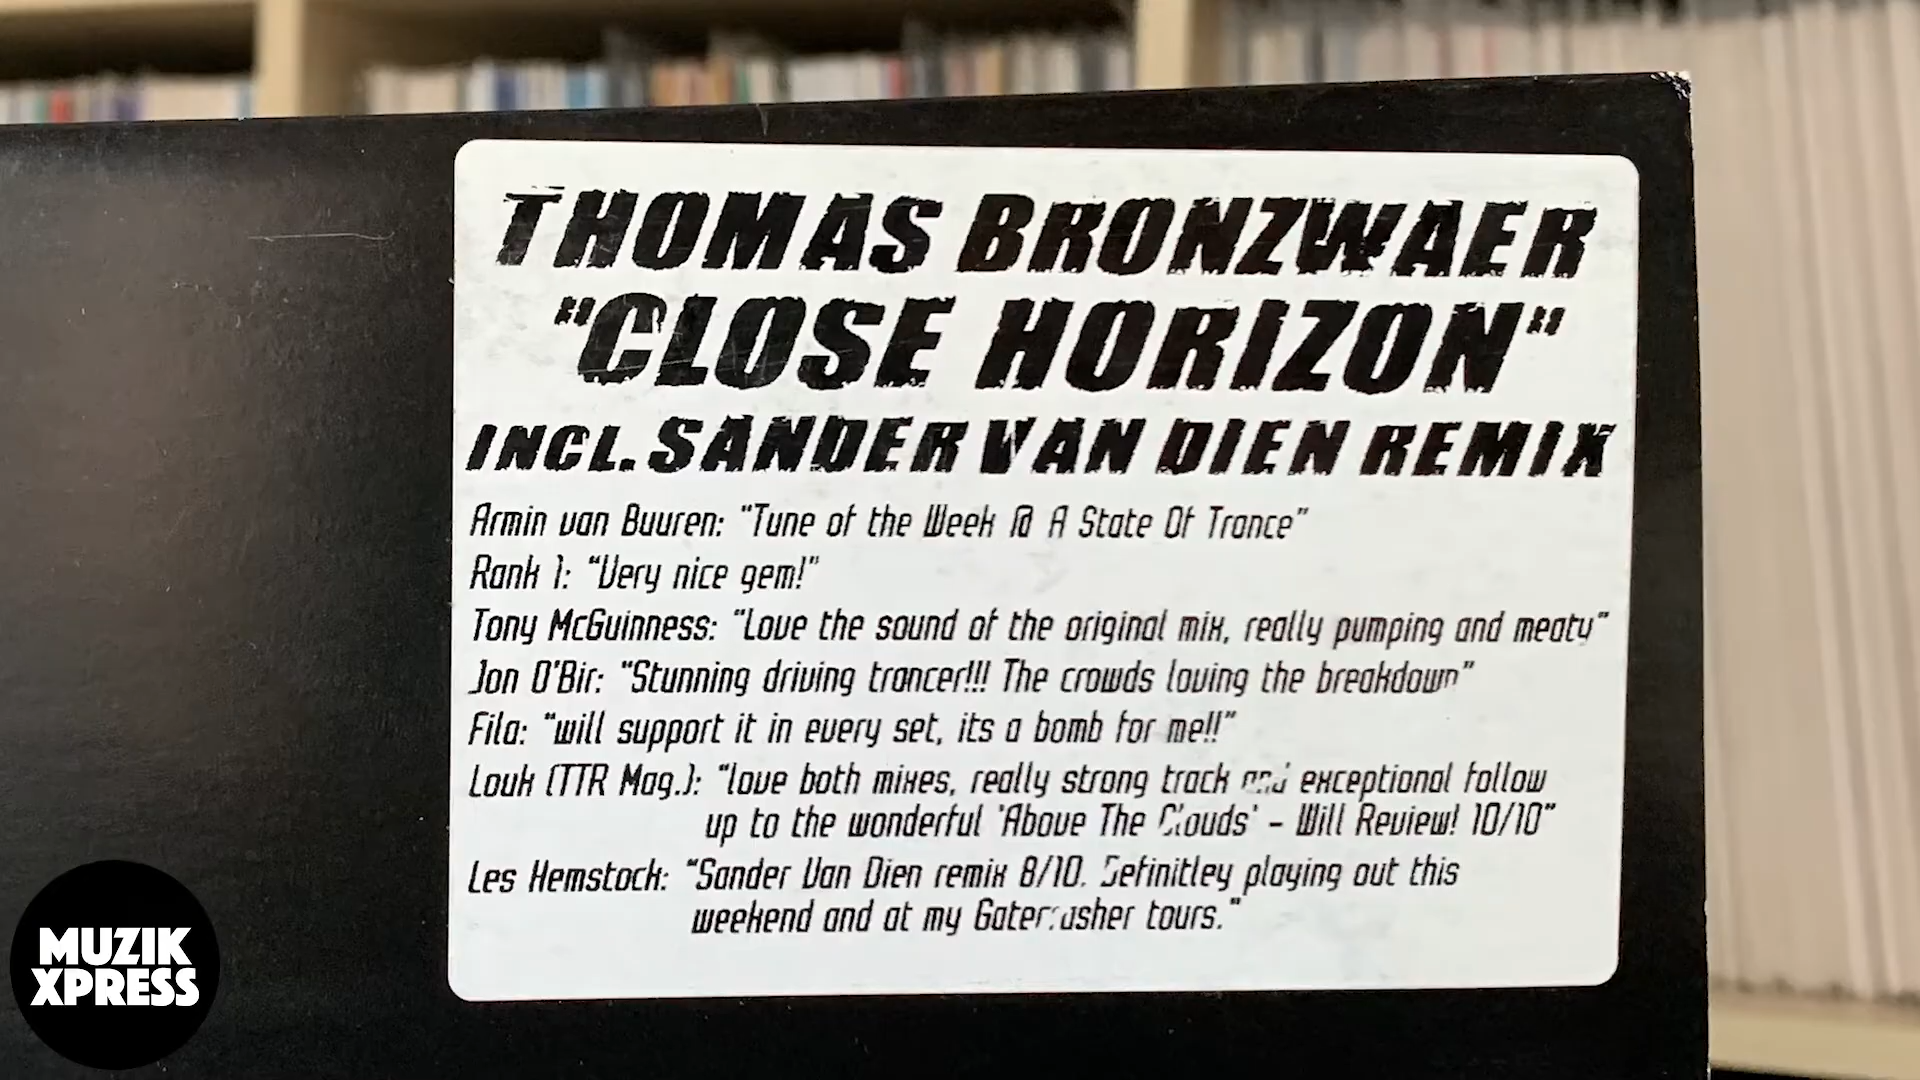 THOMAS BRONZWAER
"CLOSE HORIZON"
INCL. SANDER VAN DIEN REMIX
Armin van Buuren: "Tune of the Week @ A State Of Trance"
Rank 1: "Very nice gem!"
Tony McGuinness: "Love the sound of the original mix, really pumping and meaty"
Jon O'Bir: "Stunning driving trancer!!! The crowds loving the breakdown"
Fila: "will support it in every set, its a bomb for me!!"
Louk (TTR Mag.): "love both mixes, really strong track and exceptional follow
up to the wonderful 'Above The Clouds' - Will Review! 10/10"
Les Hemstock: "Sander Van Dien remix 8/10. Definitley playing out this
weekend and at my Gatecrasher tours."
MUZIK
XPRESS